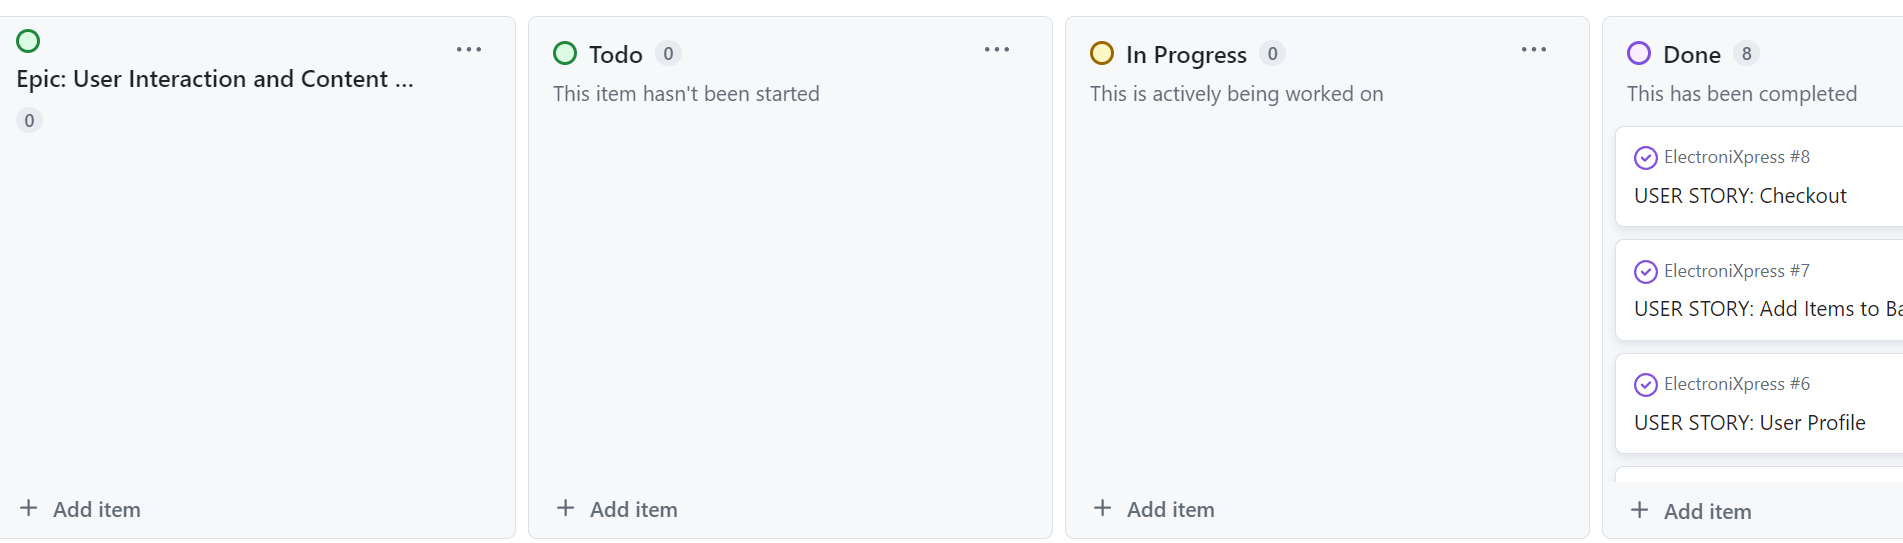 Epic: User Interaction and Content ...
0
+ Add item
Todo 0
This item hasn't been started
+ Add item
In Progress 0
This is actively being worked on
+ Add item
Done 8
This has been completed
ElectroniXpress #8
USER STORY: Checkout
ElectroniXpress #7
USER STORY: Add Items to
ElectroniXpress #6
USER STORY: User Profile
+ Add item